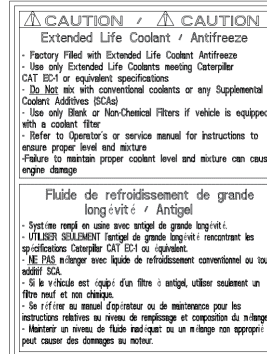 CAUTION / CAUTION
Extended Life Coolant / Antifreeze
- Factory Filled with Extended Life Coolant Antifreeze
- Use only Extended Life Coolants meeting Caterpillar
CAT EC-1 or equivalent specifications
- Do Not mix with conventional coolants or any Supplemental
Coolant Additives (SCAs)
- Use only Blank or Non-Chemical Filters if vehicle is equipped
with a coolant filter
- Refer to Operator's or service manual for instructions to
ensure proper level and mixture
-Failure to maintain proper coolant level and mixture can caus
engine damage
Fluide de refroidissement de grande
longévité / Antigel
- Système rempli en usine avec antigel de grande longévité.
- UTILISER SEULEMENT l'antigel de grande longévité rencontrant les
spécifications Caterpillar CAT EC-1 ou équivalent.
- NE PAS mélanger avec liquide de refroidissement conventionnel ou tou
additif SCA.
- Si le véhicule est équipé d'un filtre à antigel, utiliser seulement un
filtre neuf et non chimique.
- Se référer au manuel d'opérateur ou de maintenance pour les
instructions relatives au niveau de remplissage et composition du mélange
- Maintenir un niveau de fluide inadéquat ou un mélange non approprié
peut causer des dommages au moteur.